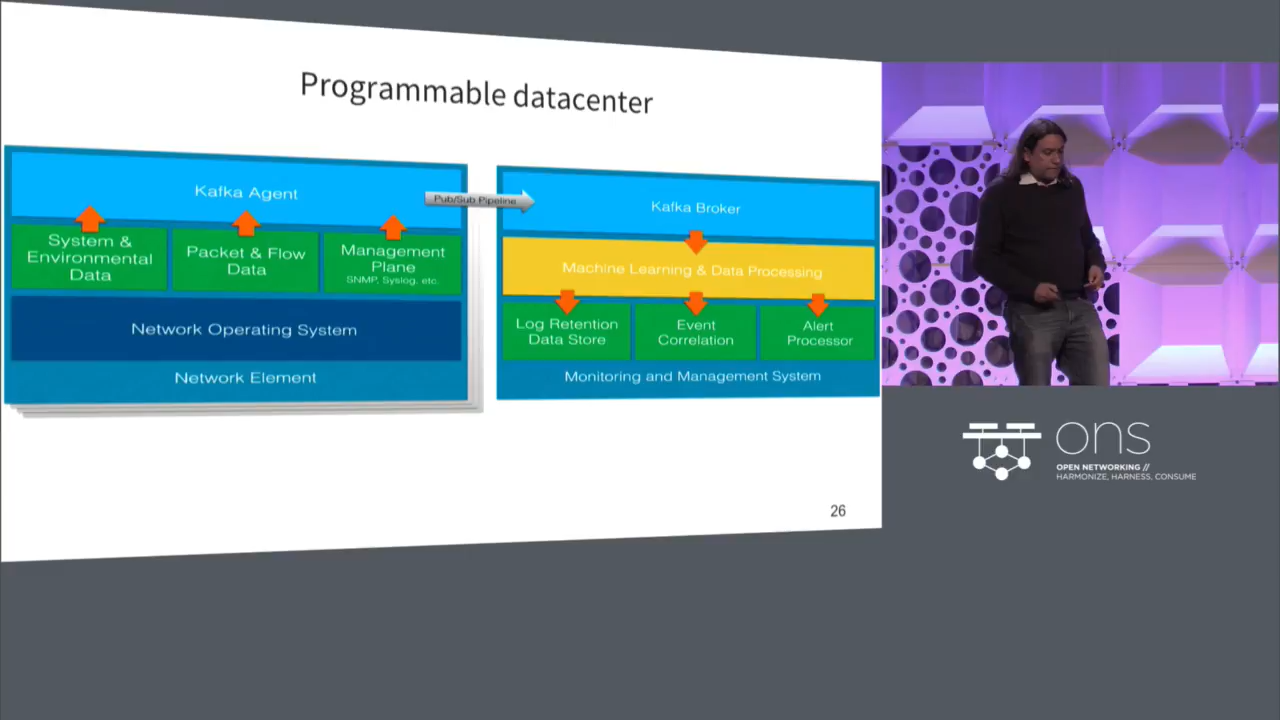 Programmable datacenter
Kafka Agent
System &
Environmental
Data
Packet & Flow
Data
Management
Plane
SNMP, Syslog, etc.
Network Operating System
Network Element
Pub/Sub Pipeline
Kafka Broker
Machine Learning & Data Processing
Log Retention
Data Store
Event
Correlation
Alert
Processor
Monitoring and Management System
26
ons
OPEN NETWORKING //
HARMONIZE, HARNESS, CONSUME